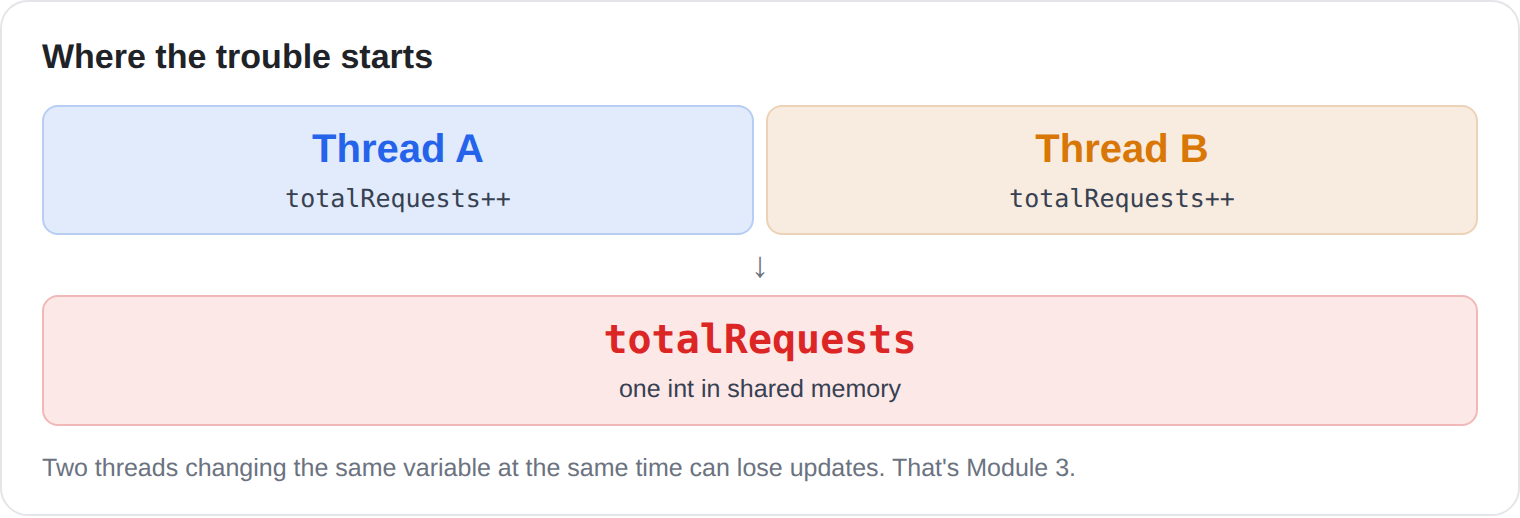 Where the trouble starts
Thread A
totalRequests++
Thread B
totalRequests++
↓
totalRequests
one int in shared memory
Two threads changing the same variable at the same time can lose updates. That's Module 3.